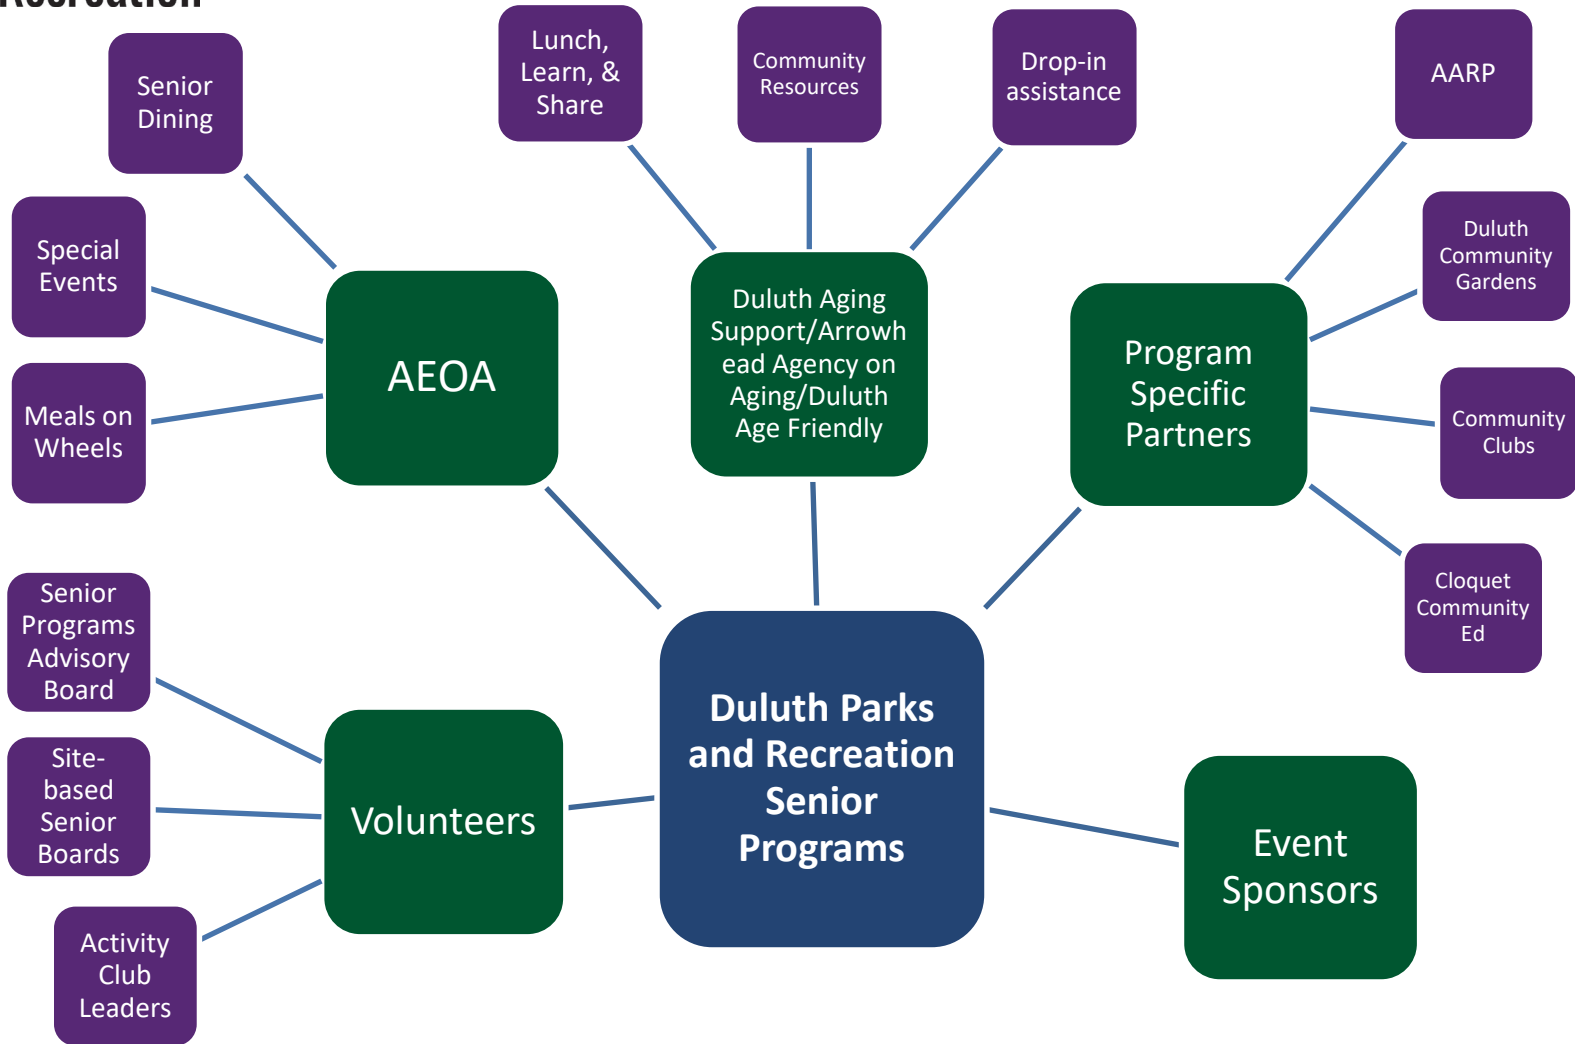 Recreation
Senior
Dining
Special
Events
Meals on
Wheels
AEOA
Lunch,
Learn, &
Share
Community
Resources
Drop-in
assistance
Duluth Aging
Support/Arrowh
ead Agency on
Aging/Duluth
Age Friendly
AARP
Duluth
Community
Gardens
Community
Clubs
Cloquet
Community
Ed
Program
Specific
Partners
Senior
Programs
Advisory
Board
Site-
based
Senior
Boards
Activity
Club
Leaders
Volunteers
Duluth Parks
and Recreation
Senior
Programs
Event
Sponsors